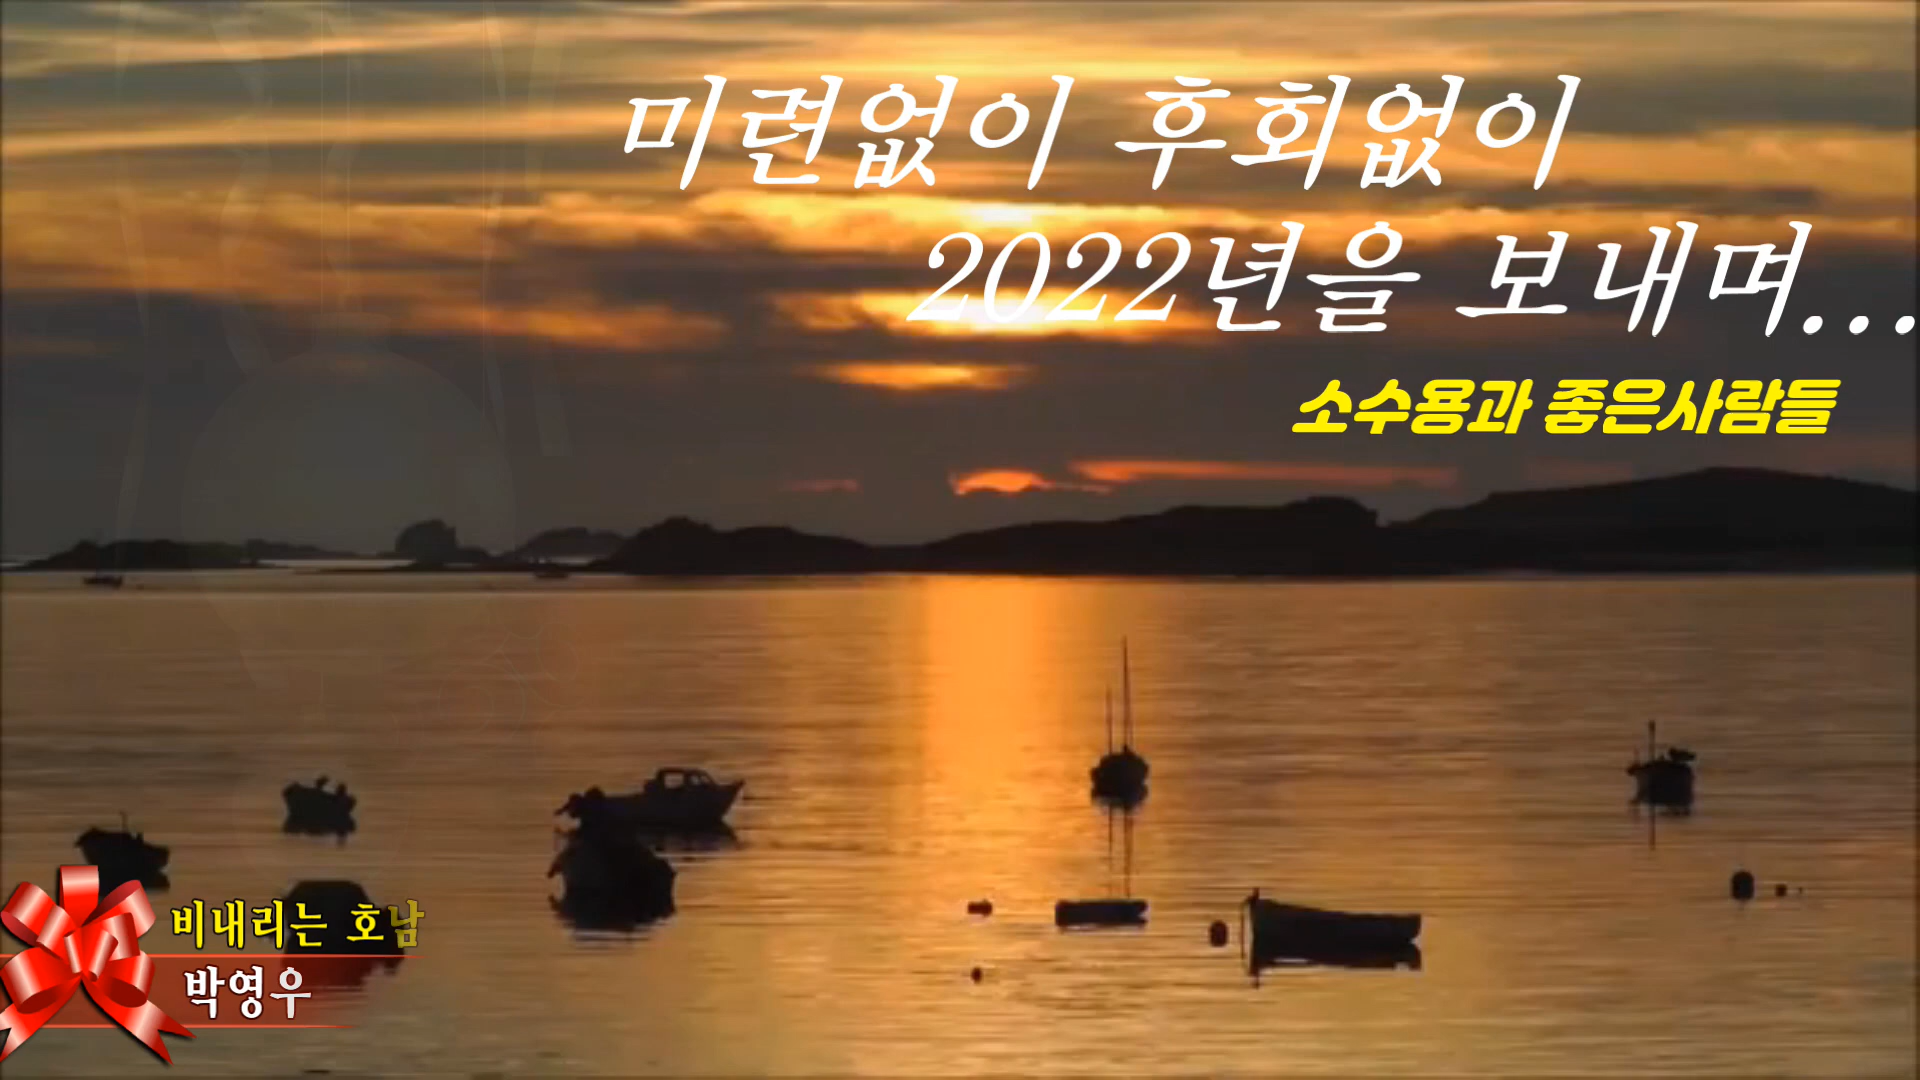 미련없이 후회없이
2022년을 보내며...
소수용과 좋은사람들
비내리는 호남
박영우